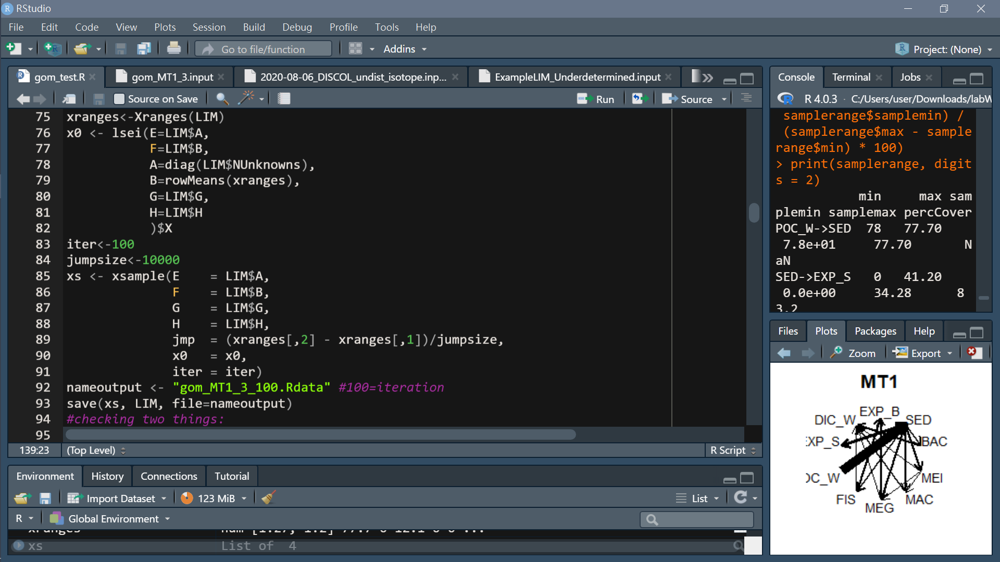 RStudio
File Edit Code View Plots Session Build Debug Profile Tools Help
Go to file/function Addins Project: (None)
gom_test.R gom_MT1_3.input 2020-08-06_DISCOL_undist_isotope.inp... ExampleLIM_Underdetermined.input
Source on Save Run Source
75 xranges<-Xranges(LIM)
76 x0 <- lsei(E=LIM$A,
77 F=LIM$B,
78 A=diag(LIM$NUnknowns),
79 B=rowMeans(xranges),
80 G=LIM$G,
81 H=LIM$H
82 )$X
83 iter<-100
84 jumpsize<-10000
85 xs <- xsample(E = LIM$A,
86 F = LIM$B,
87 G = LIM$G,
88 H = LIM$H,
89 jmp = (xranges[,2] - xranges[,1])/jumpsize,
90 x0 = x0,
91 iter = iter)
92 nameoutput <- "gom_MT1_3_100.Rdata" #100=iteration
93 save(xs, LIM, file=nameoutput)
94 #checking two things:
95
139:23 (Top Level) R Script
Environment History Connections Tutorial
Import Dataset 123 MiB List
R Global Environment
xranges
xs List of 4
Console Terminal Jobs
R 4.0.3 · C:/Users/user/Downloads/labW
samplerange$samplemin) /
(samplerange$max - sample
range$min) * 100)
> print(samplerange, digit
s = 2)
min max sam
plemin samplemax percCover
POC_W->SED 78 77.70
7.8e+01 77.70 N
aN
SED->EXP_S 0 41.20
0.0e+00 34.28 8
3.2
Files Plots Packages Help
Zoom Export
MT1
EXP_B
DIC_W SED
XP_S BAC
OC_W MEI
FIS MAC
MEG